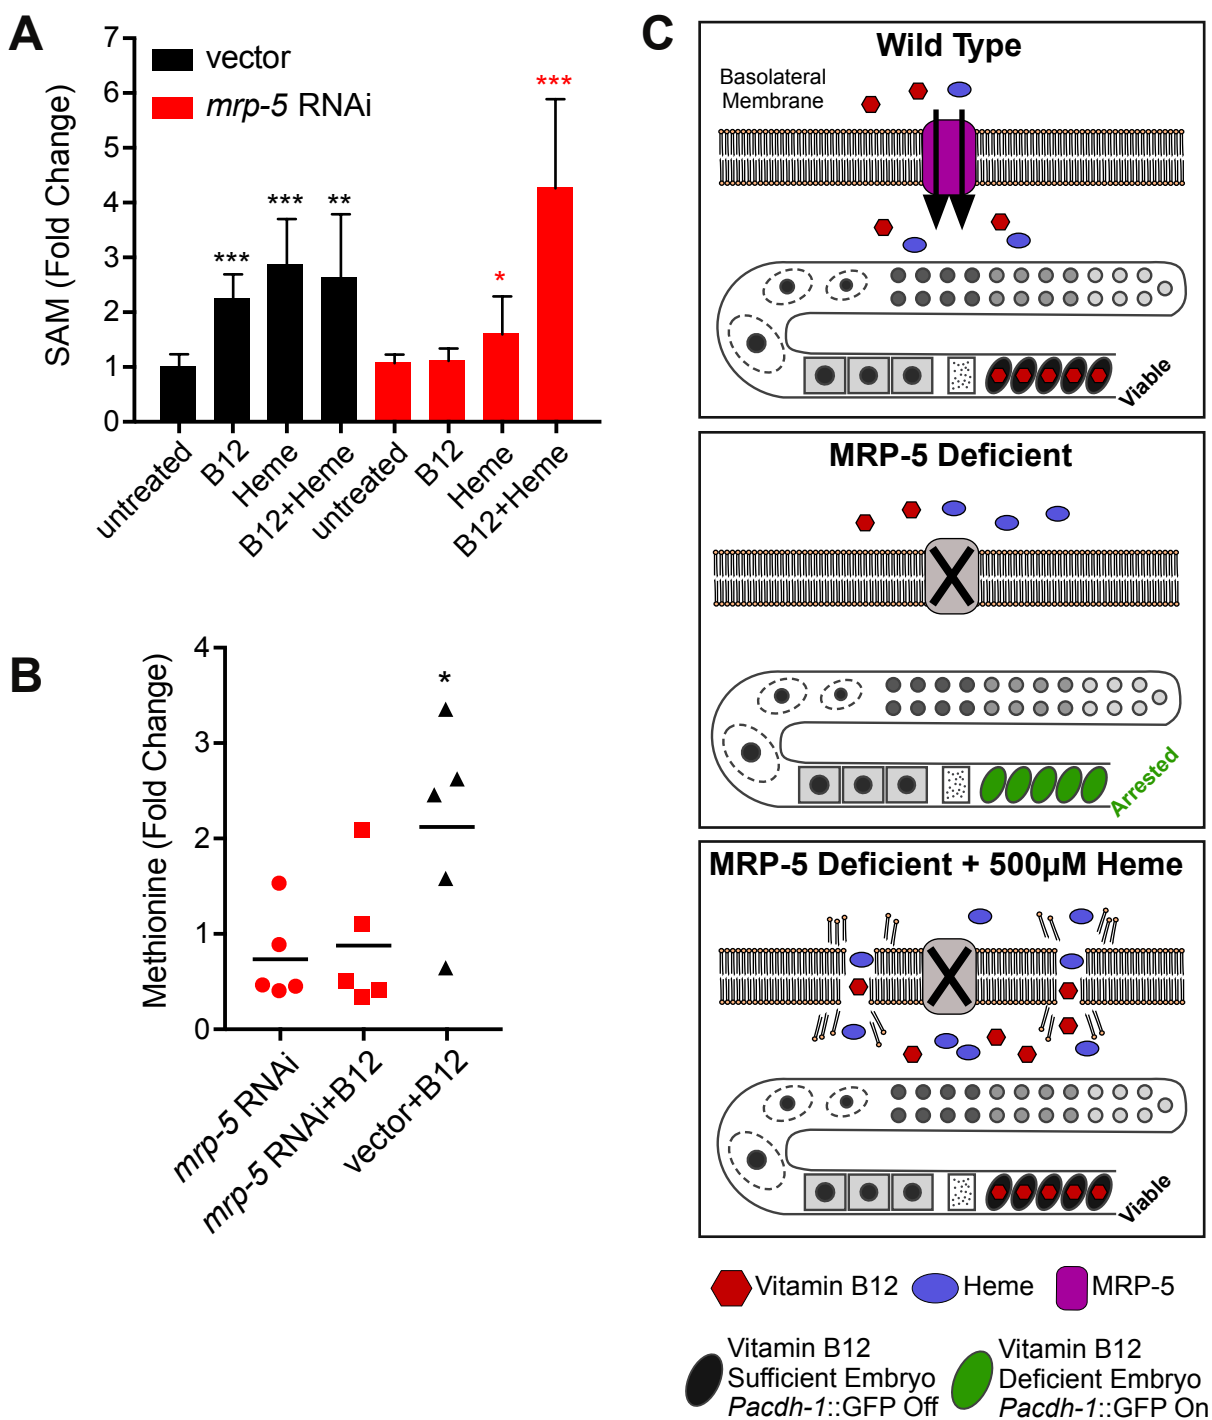 A
7
6
5
4
3
2
1
0
SAM (Fold Change)
vector
mrp-5 RNAi
***
***
**
*
***
untreated
B12
Heme
B12+Heme
untreated
B12
Heme
B12+Heme
B
4
3
2
1
0
Methionine (Fold Change)
*
mrp-5 RNAi
mrp-5 RNAi+B12
vector+B12
C
Wild Type
Basolateral
Membrane
Viable
MRP-5 Deficient
X
Arrested
MRP-5 Deficient + 500µM Heme
X
Viable
Vitamin B12
Heme
MRP-5
Vitamin B12
Sufficient Embryo
Pacdh-1::GFP Off
Vitamin B12
Deficient Embryo
Pacdh-1::GFP On